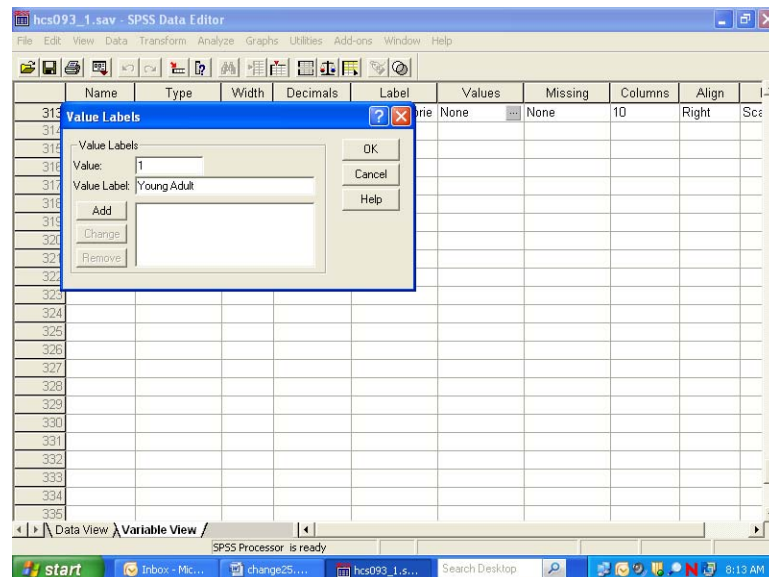 hcs093_1.sav - SPSS Data Editor
File Edit View Data Transform Analyze Graphs Utilities Add-ons Window Help
Name Type Width Decimals Label Values Missing Columns Align
313 None None 10 Right Sca
Value Labels
Value Labels
Value: 1
Value Label: Young Adult
Add
Change
Remove
OK
Cancel
Help
314
315
316
317
318
319
320
321
322
323
324
325
326
327
328
329
330
331
332
333
334
335
Data View Variable View
SPSS Processor is ready
start Inbox - Mic... change25.... hcs093_1.s... Search Desktop 8:13 AM